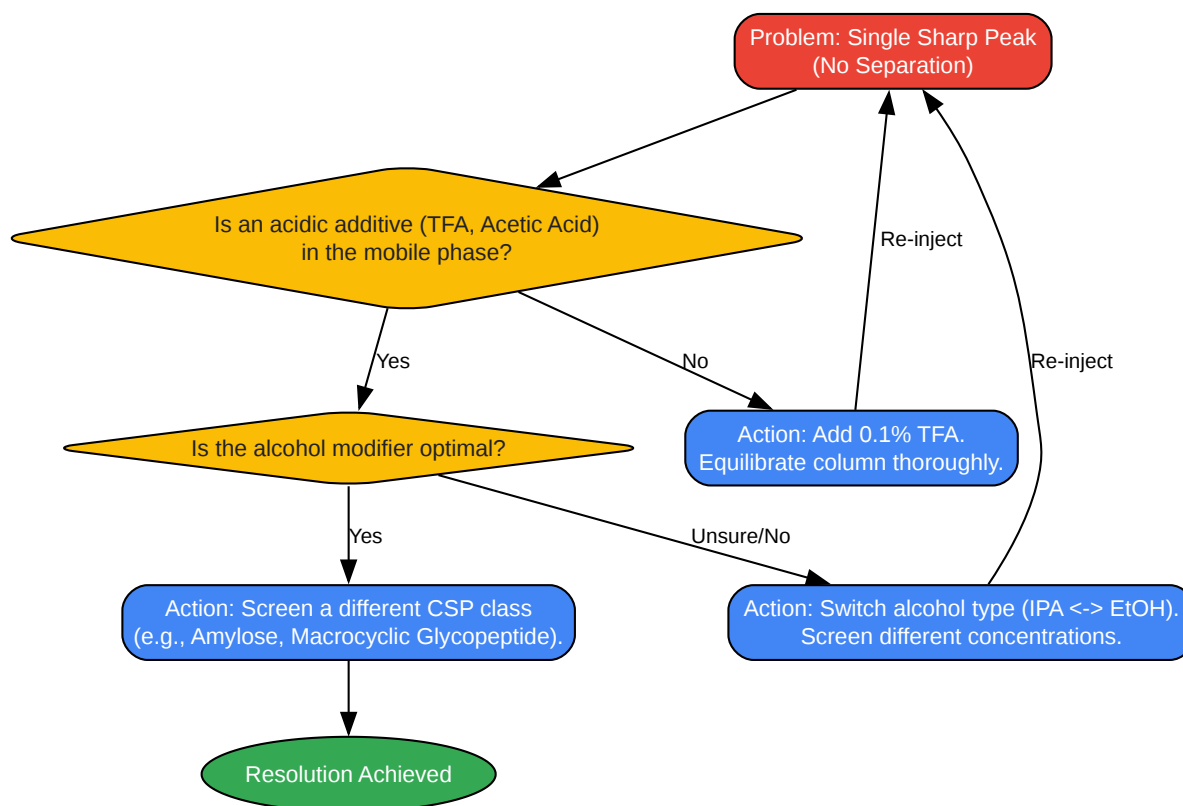 Problem: Single Sharp Peak
(No Separation)
Is an acidic additive (TFA, Acetic Acid)
in the mobile phase?
Re-inject
Re-inject
Yes
No
Action: Add 0.1% TFA.
Equilibrate column thoroughly.
Is the alcohol modifier optimal?
Yes
Unsure/No
Action: Screen a different CSP class
(e.g., Amylose, Macrocyclic Glycopeptide).
Action: Switch alcohol type (IPA <-> EtOH).
Screen different concentrations.
Resolution Achieved